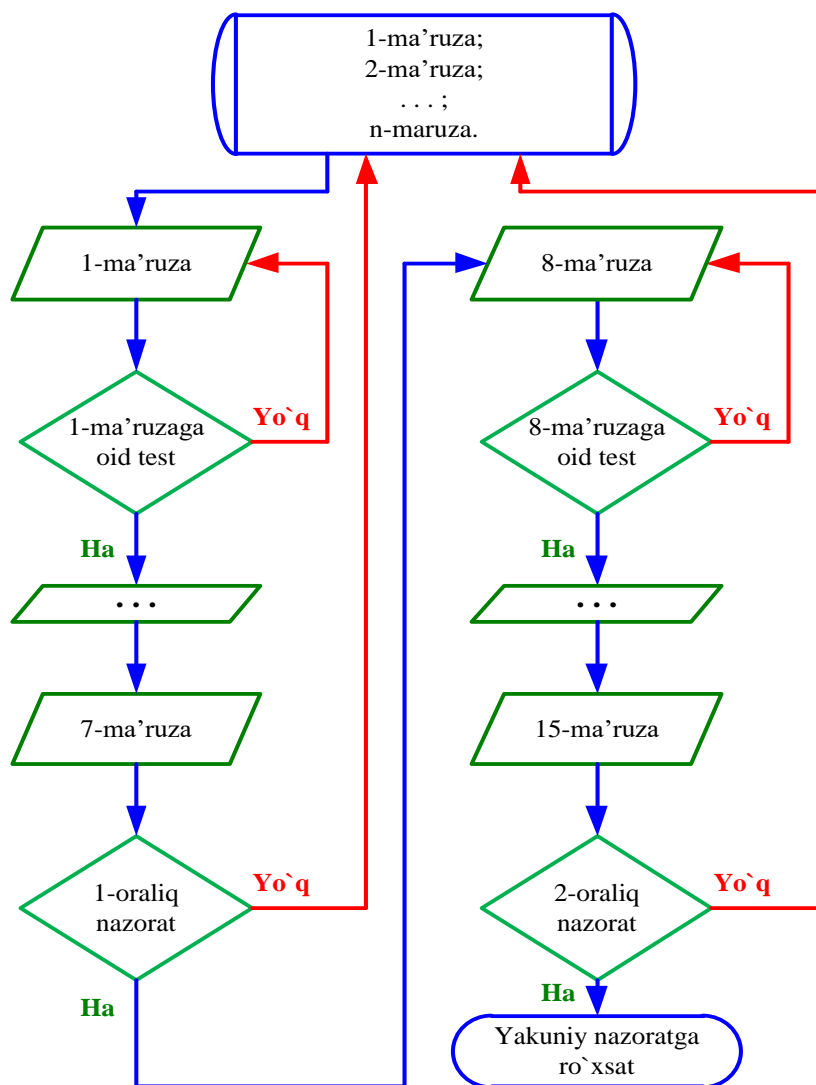 1-ma’ruza;
2-ma’ruza;
. . . ;
n-maruza.
1-ma’ruza
1-ma’ruzaga
oid test
Yo`q
Ha
. . .
7-ma’ruza
1-oraliq
nazorat
Yo`q
Ha
8-ma’ruza
8-ma’ruzaga
oid test
Yo`q
Ha
. . .
15-ma’ruza
2-oraliq
nazorat
Yo`q
Ha
Yakuniy nazoratga
ro`xsat